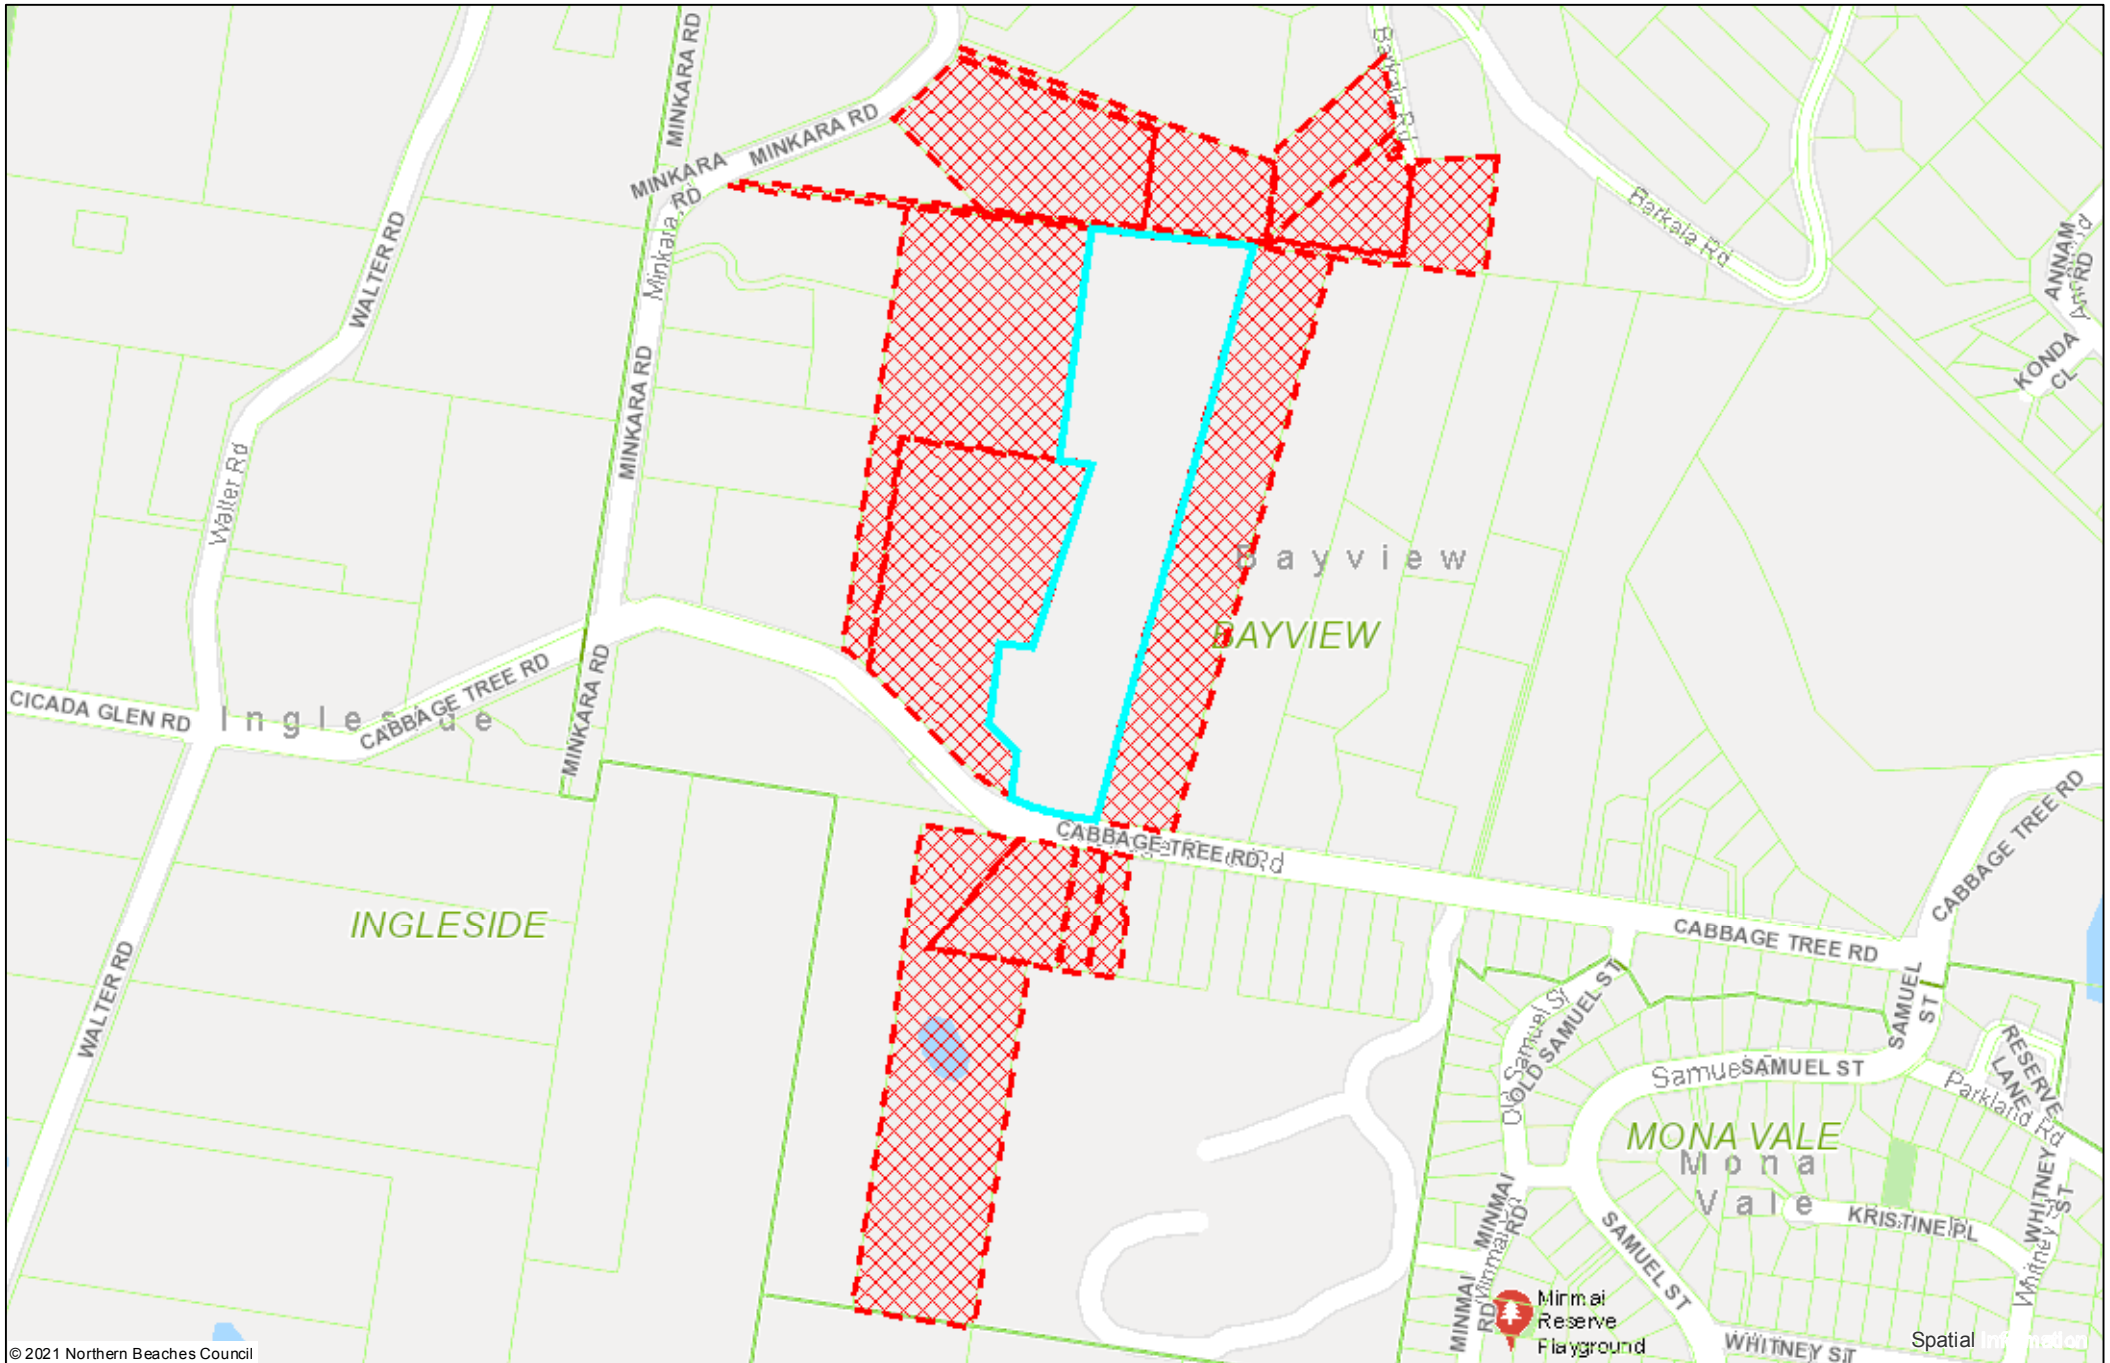 MINKARA RD
Barkala Rd
MINKARA RD
MINKARA
RD
Minkara
WALTER RD
Barkala Rd
ANNAM
RD
KONDA
CL
MINKARA RD
Walter Rd
Bayview
BAYVIEW
CICADA GLEN RD
Ingleside
CABBAGE TREE RD
MINKARA RD
CABBAGE TREE RD
Rd
CABBAGE TREE RD
INGLESIDE
CABBAGE TREE RD
WALTER RD
SAMUEL
ST
Old Samuel St
OLD SAMUEL ST
Samuel
SAMUEL ST
RESERVE
LANE
Parkland Rd
MONA VALE
Mona
Vale
WHITNEY
ST
Whitney
KRISTINE PL
MINMAI
RD
Minmai
SAMUEL ST
MINMAI
RD
Minmai
Reserve
Playground
WHITNEY ST
Spatial Information
© 2021 Northern Beaches Council